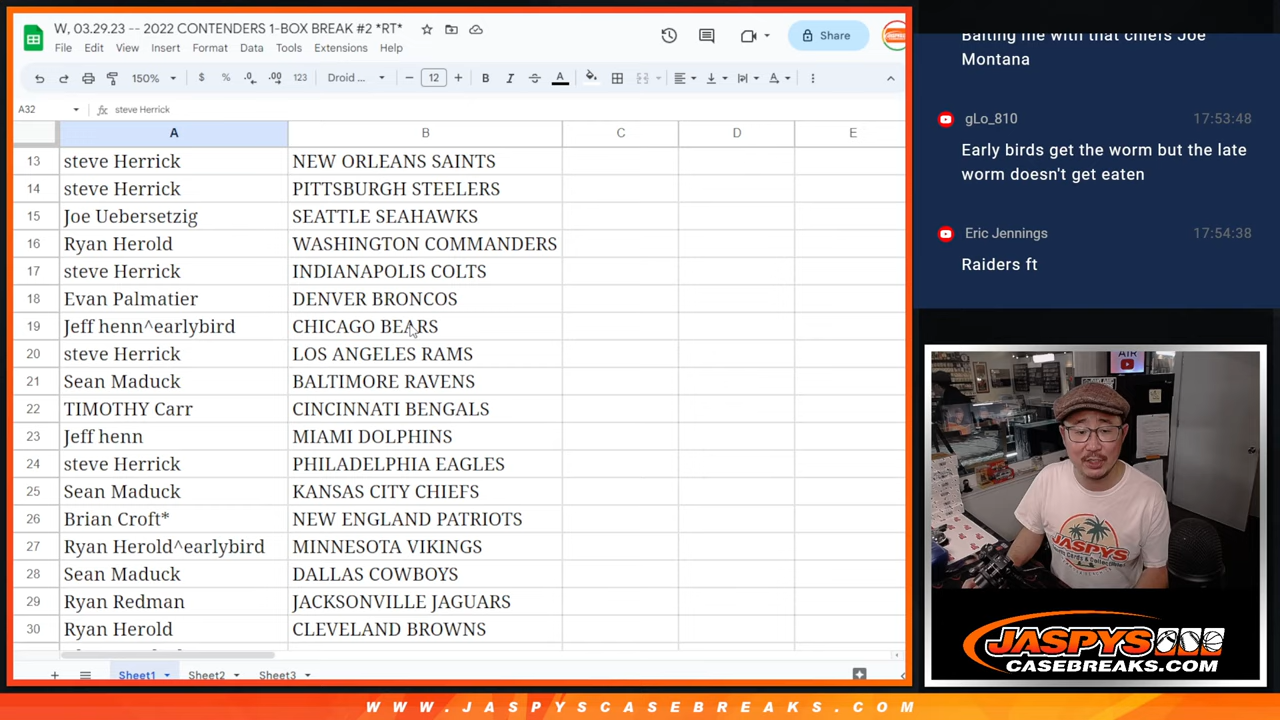 W, 03.29.23 -- 2022 CONTENDERS 1-BOX BREAK #2 *RT*
File Edit View Insert Format Data Tools Extensions Help
Share
150% $ % .0 .00 123 Droid ... 12 B I A
A32 fx steve Herrick
A B C D E
13 steve Herrick NEW ORLEANS SAINTS
14 steve Herrick PITTSBURGH STEELERS
15 Joe Uebersetzig SEATTLE SEAHAWKS
16 Ryan Herold WASHINGTON COMMANDERS
17 steve Herrick INDIANAPOLIS COLTS
18 Evan Palmatier DENVER BRONCOS
19 Jeff henn^earlybird CHICAGO BEARS
20 steve Herrick LOS ANGELES RAMS
21 Sean Maduck BALTIMORE RAVENS
22 TIMOTHY Carr CINCINNATI BENGALS
23 Jeff henn MIAMI DOLPHINS
24 steve Herrick PHILADELPHIA EAGLES
25 Sean Maduck KANSAS CITY CHIEFS
26 Brian Croft* NEW ENGLAND PATRIOTS
27 Ryan Herold^earlybird MINNESOTA VIKINGS
28 Sean Maduck DALLAS COWBOYS
29 Ryan Redman JACKSONVILLE JAGUARS
30 Ryan Herold CLEVELAND BROWNS
Sheet1 Sheet2 Sheet3
Baiting me with that chiefs Joe
Montana
gLo_810 17:53:48
Early birds get the worm but the late
worm doesn't get eaten
Eric Jennings 17:54:38
Raiders ft
AIR
JASPYS
JASPYS
CASEBREAKS.COM
WWW.JASPYSCASEBREAKS.COM